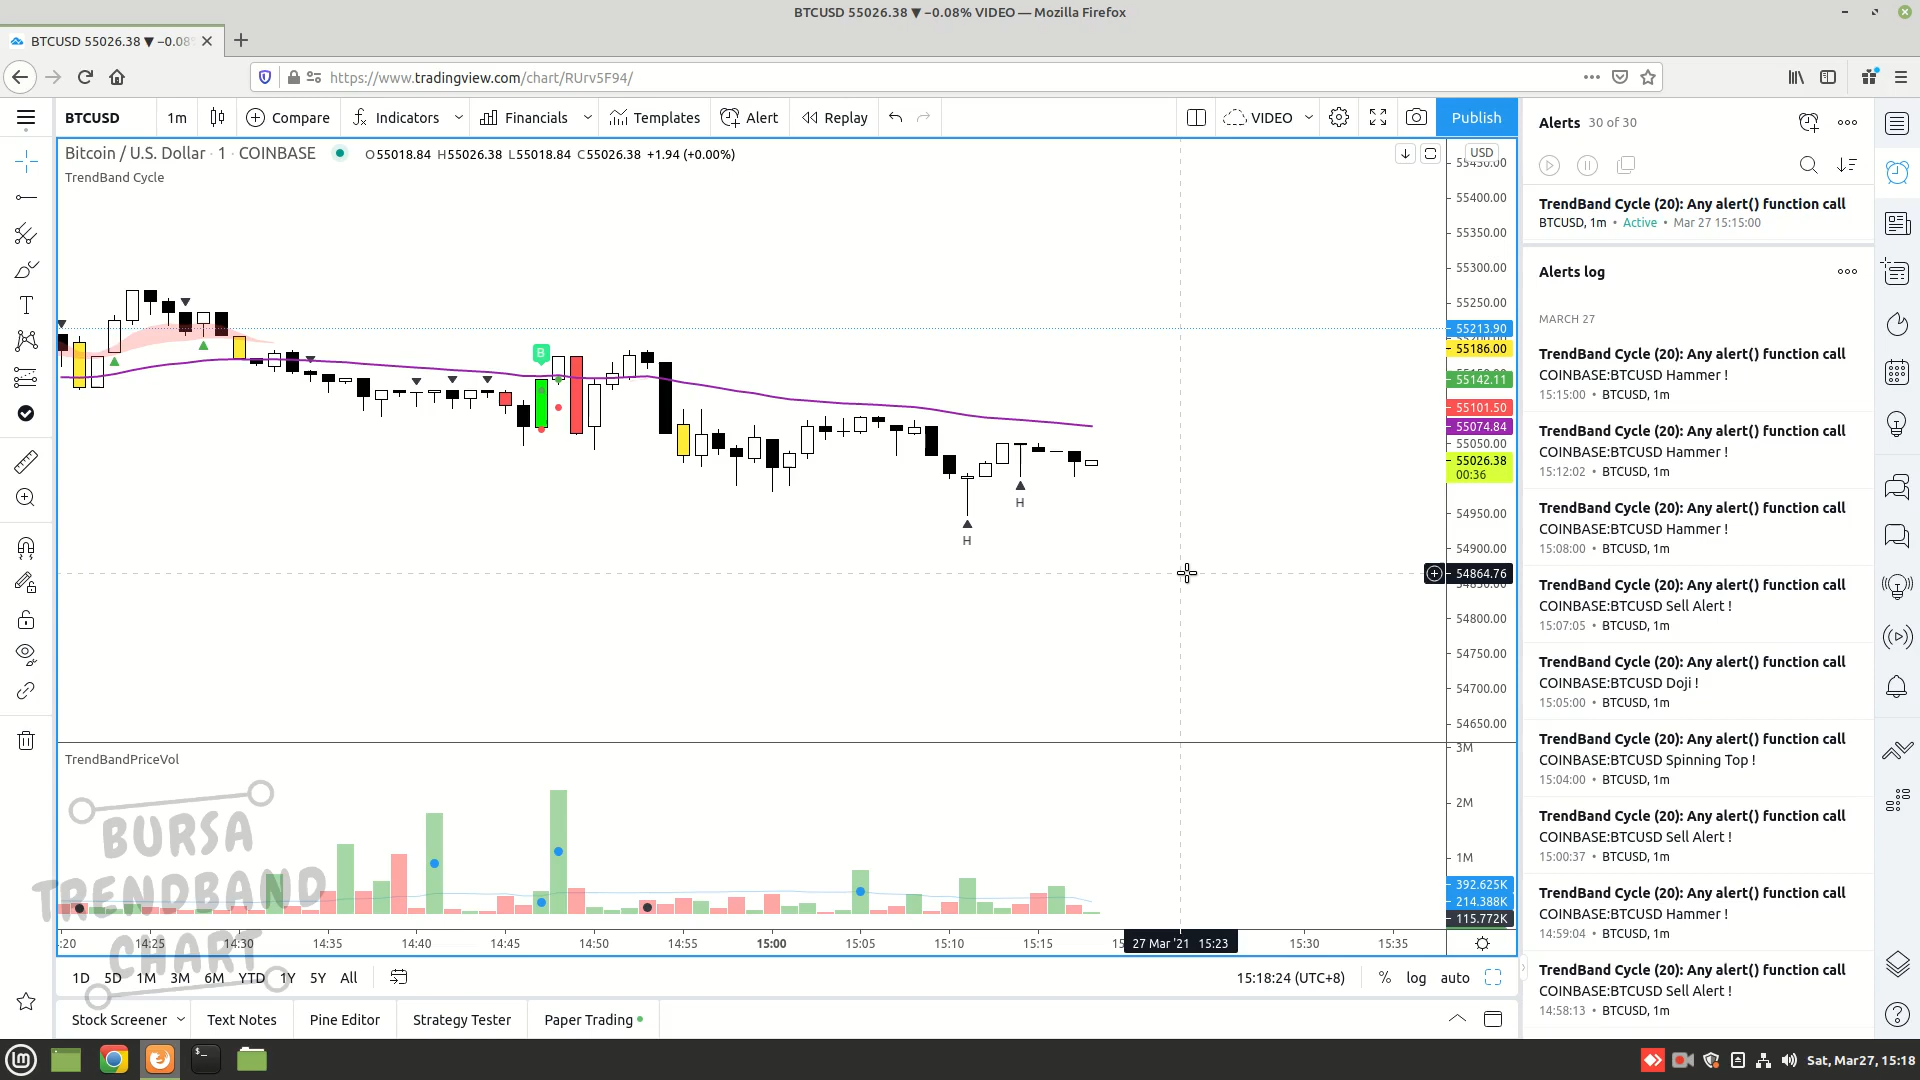 BTCUSD 55026.38 ▼ −0.08% VIDEO — Mozilla Firefox
BTCUSD 55026.38 ▼ −0.08
https://www.tradingview.com/chart/RUrv5F94/
BTCUSD 1m Compare Indicators Financials Templates Alert Replay VIDEO Publish
Bitcoin / U.S. Dollar · 1 · COINBASE O55018.84 H55026.38 L55018.84 C55026.38 +1.94 (+0.00%)
TrendBand Cycle
USD
55450.00
55400.00
55350.00
55300.00
55250.00
55213.90
55186.00
55142.11
55101.50
55074.84
55050.00
55026.38
00:36
54950.00
54900.00
54864.76
54800.00
54750.00
54700.00
54650.00
B
H
H
TrendBandPriceVol
3M
2M
1M
392.625K
214.388K
115.772K
BURSA
TRENDBAND
CHART
:20 14:25 14:30 14:35 14:40 14:45 14:50 14:55 15:00 15:05 15:10 15:15 27 Mar '21 15:23 15:30 15:35
1D 5D 1M 3M 6M YTD 1Y 5Y All
15:18:24 (UTC+8) % log auto
Stock Screener Text Notes Pine Editor Strategy Tester Paper Trading
Alerts 30 of 30
TrendBand Cycle (20): Any alert() function call
BTCUSD, 1m • Active • Mar 27 15:15:00
Alerts log
MARCH 27
TrendBand Cycle (20): Any alert() function call
COINBASE:BTCUSD Hammer !
15:15:00 • BTCUSD, 1m
TrendBand Cycle (20): Any alert() function call
COINBASE:BTCUSD Hammer !
15:12:02 • BTCUSD, 1m
TrendBand Cycle (20): Any alert() function call
COINBASE:BTCUSD Hammer !
15:08:00 • BTCUSD, 1m
TrendBand Cycle (20): Any alert() function call
COINBASE:BTCUSD Sell Alert !
15:07:05 • BTCUSD, 1m
TrendBand Cycle (20): Any alert() function call
COINBASE:BTCUSD Doji !
15:05:00 • BTCUSD, 1m
TrendBand Cycle (20): Any alert() function call
COINBASE:BTCUSD Spinning Top !
15:04:00 • BTCUSD, 1m
TrendBand Cycle (20): Any alert() function call
COINBASE:BTCUSD Sell Alert !
15:00:37 • BTCUSD, 1m
TrendBand Cycle (20): Any alert() function call
COINBASE:BTCUSD Hammer !
14:59:04 • BTCUSD, 1m
TrendBand Cycle (20): Any alert() function call
COINBASE:BTCUSD Sell Alert !
14:58:13 • BTCUSD, 1m
Sat, Mar27, 15:18